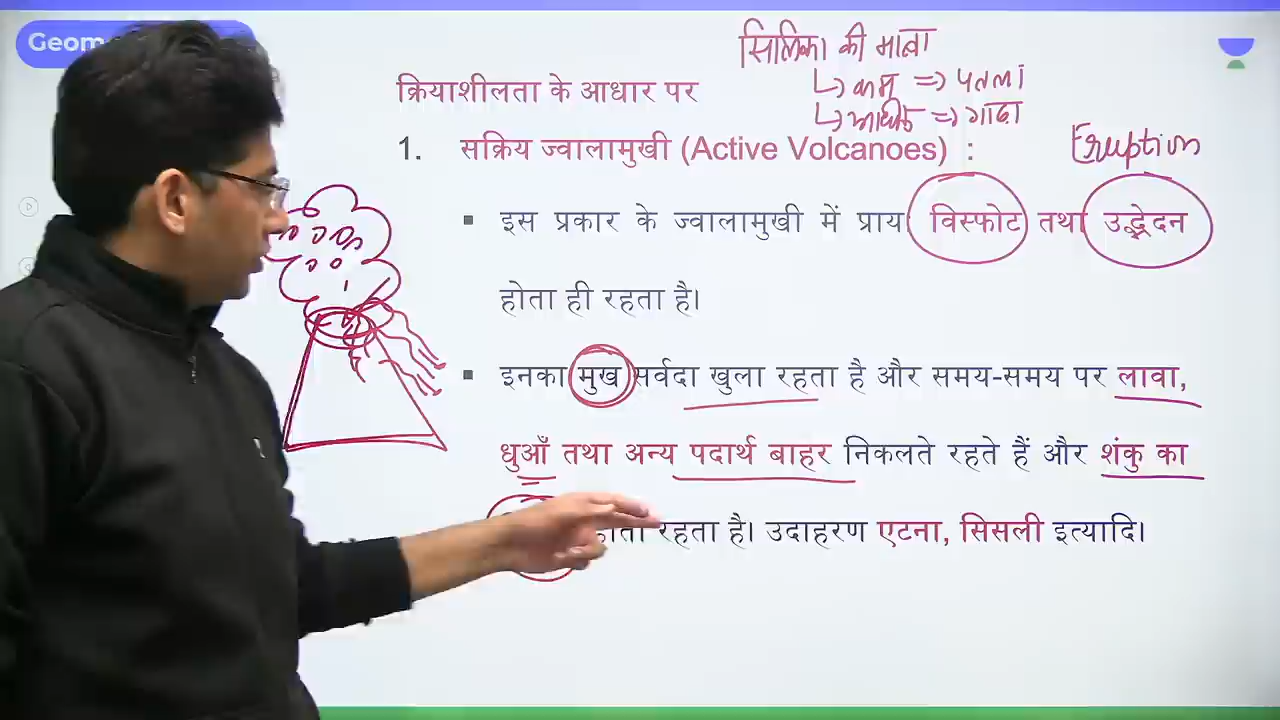 Geom
सिलिका की मात्रा
↳ कम ⇒ पतला
↳ अधिक ⇒ गाढा
क्रियाशीलता के आधार पर
1. सक्रिय ज्वालामुखी (Active Volcanoes) :
Eruption
▪ इस प्रकार के ज्वालामुखी में प्राय विस्फोट तथा उद्भेदन
होता ही रहता है।
▪ इनका मुख सर्वदा खुला रहता है और समय-समय पर लावा,
धुआँ तथा अन्य पदार्थ बाहर निकलते रहते हैं और शंकु का
होता रहता है। उदाहरण एटना, सिसली इत्यादि।